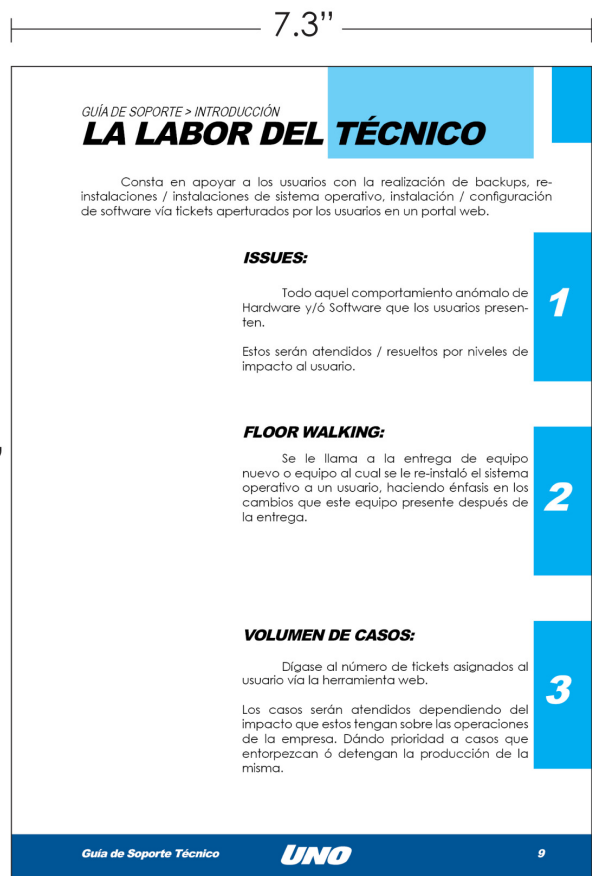 7.3’’
GUÍA DE SOPORTE > INTRODUCCIÓN
LA LABOR DEL TÉCNICO
Consta en apoyar a los usuarios con la realización de backups, re-
instalaciones / instalaciones de sistema operativo, instalación / configuración
de software vía tickets aperturados por los usuarios en un portal web.
ISSUES:
Todo aquel comportamiento anómalo de
Hardware y/ó Software que los usuarios presen-
ten.
Estos serán atendidos / resueltos por niveles de
impacto al usuario.
1
FLOOR WALKING:
Se le llama a la entrega de equipo
nuevo o equipo al cual se le re-instaló el sistema
operativo a un usuario, haciendo énfasis en los
cambios que este equipo presente después de
la entrega.
2
VOLUMEN DE CASOS:
Dígase al número de tickets asignados al
usuario vía la herramienta web.
Los casos serán atendidos dependiendo del
impacto que estos tengan sobre las operaciones
de la empresa. Dándo prioridad a casos que
entorpezcan ó detengan la producción de la
misma.
3
Guía de Soporte Técnico
UNO
9